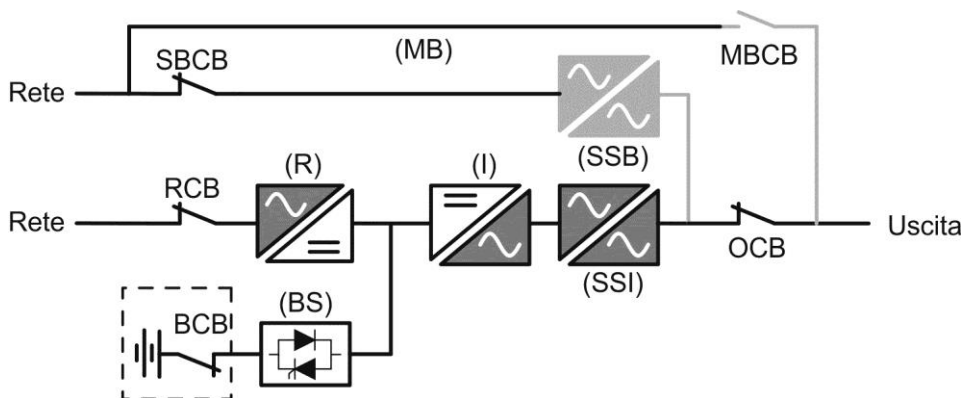 (MB)
MBCB
SBCB
Rete
(SSB)
(R)
(I)
RCB
Rete
Uscita
OCB
(SSI)
(BS)
BCB